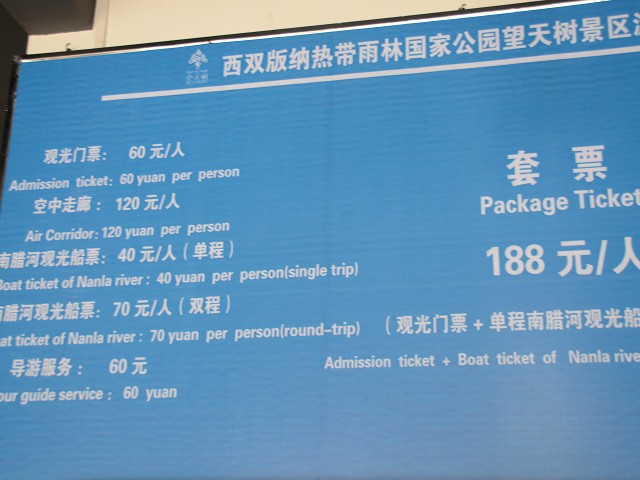 西双版纳热带雨林国家公园望天树景区
观光门票： 60 元/人
Admission ticket: 60 yuan per person
空中走廊： 120 元/人
Air Corridor: 120 yuan per person
南腊河观光船票： 40 元/人（单程）
Boat ticket of Nanla river: 40 yuan per person(single trip)
南腊河观光船票： 70 元/人（双程）
at ticket of Nanla river: 70 yuan per person(round-trip)
导游服务： 60 元
our guide service: 60 yuan
套 票
Package Ticket
188 元/人
（观光门票+单程南腊河观光船
Admission ticket + Boat ticket of Nanla rive